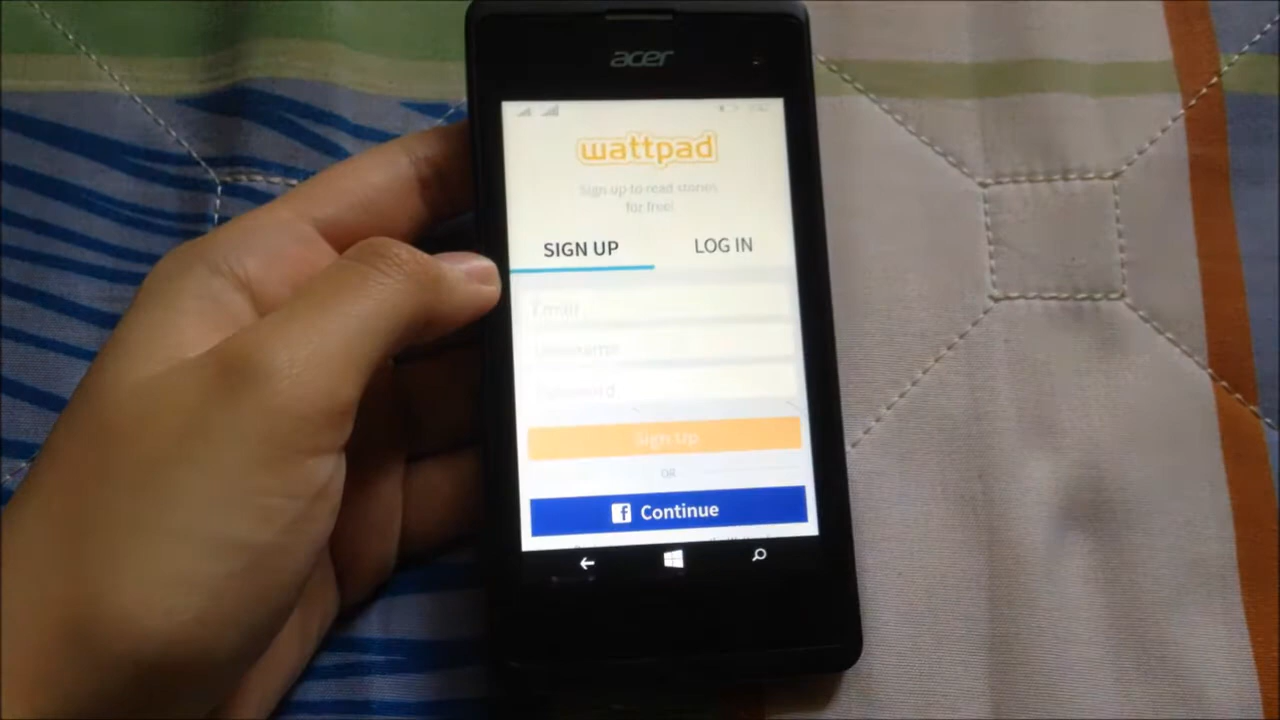 acer
wattpad
Sign up to read stories
for free!
SIGN UP LOG IN
Email
Username
Password
Sign Up
OR
f Continue